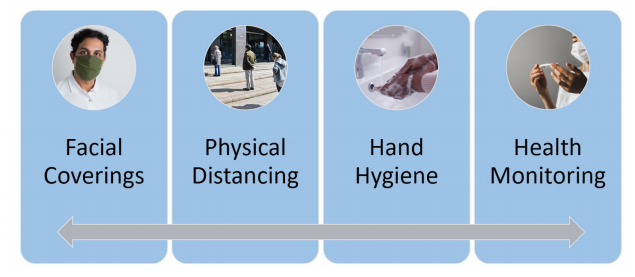 Facial
Coverings
Physical
Distancing
Hand
Hygiene
Health
Monitoring